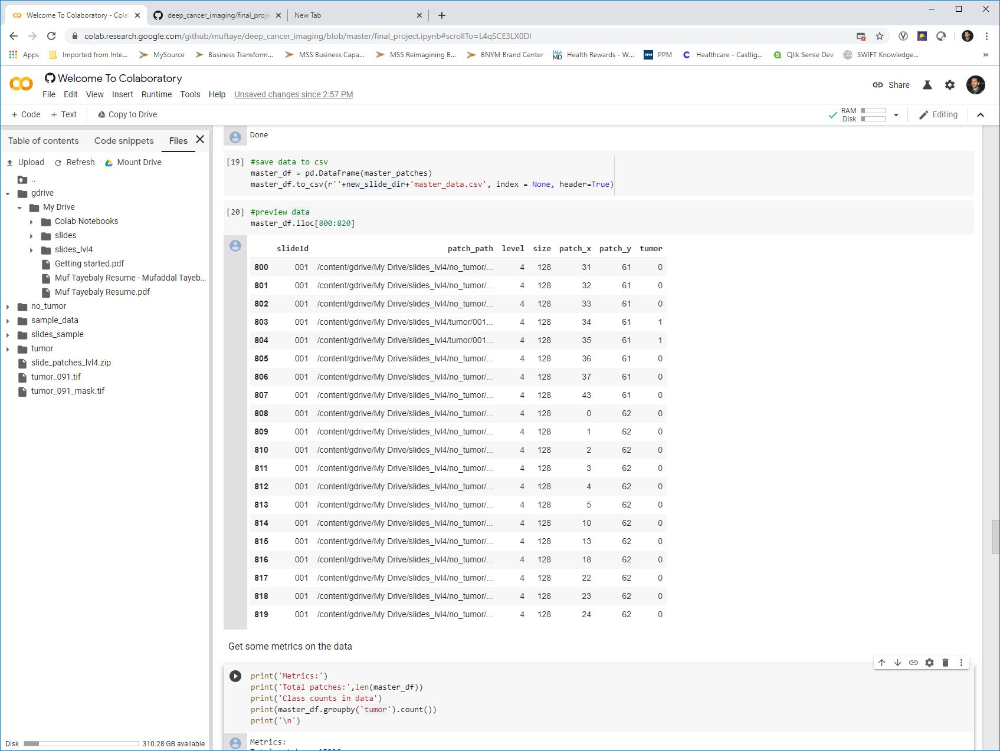 Welcome To Colaboratory - Cola
deep_cancer_imaging/final_proje
New Tab
colab.research.google.com/github/muftaye/deep_cancer_imaging/blob/master/final_project.ipynb#scrollTo=L4qSCE3LX0DI
Apps Imported from Inte... MySource Business Transform... MSS Business Capa... MSS Reimagining B... BNYM Brand Center Health Rewards - W... PPM PPM Healthcare - Castlig... Qlik Sense Dev SWIFT Knowledge... »
Welcome To Colaboratory
File Edit View Insert Runtime Tools Help Unsaved changes since 2:57 PM
Share
+ Code + Text Copy to Drive
RAM
Disk
Editing
Table of contents Code snippets Files
Upload Refresh Mount Drive
..
gdrive
My Drive
Colab Notebooks
slides
slides_lvl4
Getting started.pdf
Muf Tayebaly Resume - Mufaddal Tayeb...
Muf Tayebaly Resume.pdf
no_tumor
sample_data
slides_sample
tumor
slide_patches_lvl4.zip
tumor_091.tif
tumor_091_mask.tif
Disk 310.28 GB available
Done
[19] #save data to csv
master_df = pd.DataFrame(master_patches)
master_df.to_csv(r''+new_slide_dir+'master_data.csv', index = None, header=True)
[20] #preview data
master_df.iloc[800:820]
slideId patch_path level size patch_x patch_y tumor
800 001 /content/gdrive/My Drive/slides_lvl4/no_tumor/... 4 128 31 61 0
801 001 /content/gdrive/My Drive/slides_lvl4/no_tumor/... 4 128 32 61 0
802 001 /content/gdrive/My Drive/slides_lvl4/no_tumor/... 4 128 33 61 0
803 001 /content/gdrive/My Drive/slides_lvl4/tumor/001... 4 128 34 61 1
804 001 /content/gdrive/My Drive/slides_lvl4/tumor/001... 4 128 35 61 1
805 001 /content/gdrive/My Drive/slides_lvl4/no_tumor/... 4 128 36 61 0
806 001 /content/gdrive/My Drive/slides_lvl4/no_tumor/... 4 128 37 61 0
807 001 /content/gdrive/My Drive/slides_lvl4/no_tumor/... 4 128 43 61 0
808 001 /content/gdrive/My Drive/slides_lvl4/no_tumor/... 4 128 0 62 0
809 001 /content/gdrive/My Drive/slides_lvl4/no_tumor/... 4 128 1 62 0
810 001 /content/gdrive/My Drive/slides_lvl4/no_tumor/... 4 128 2 62 0
811 001 /content/gdrive/My Drive/slides_lvl4/no_tumor/... 4 128 3 62 0
812 001 /content/gdrive/My Drive/slides_lvl4/no_tumor/... 4 128 4 62 0
813 001 /content/gdrive/My Drive/slides_lvl4/no_tumor/... 4 128 5 62 0
814 001 /content/gdrive/My Drive/slides_lvl4/no_tumor/... 4 128 10 62 0
815 001 /content/gdrive/My Drive/slides_lvl4/no_tumor/... 4 128 13 62 0
816 001 /content/gdrive/My Drive/slides_lvl4/no_tumor/... 4 128 18 62 0
817 001 /content/gdrive/My Drive/slides_lvl4/no_tumor/... 4 128 22 62 0
818 001 /content/gdrive/My Drive/slides_lvl4/no_tumor/... 4 128 23 62 0
819 001 /content/gdrive/My Drive/slides_lvl4/no_tumor/... 4 128 24 62 0
Get some metrics on the data
print('Metrics:')
print('Total patches:',len(master_df))
print('Class counts in data')
print(master_df.groupby('tumor').count())
print('\n')
Metrics: